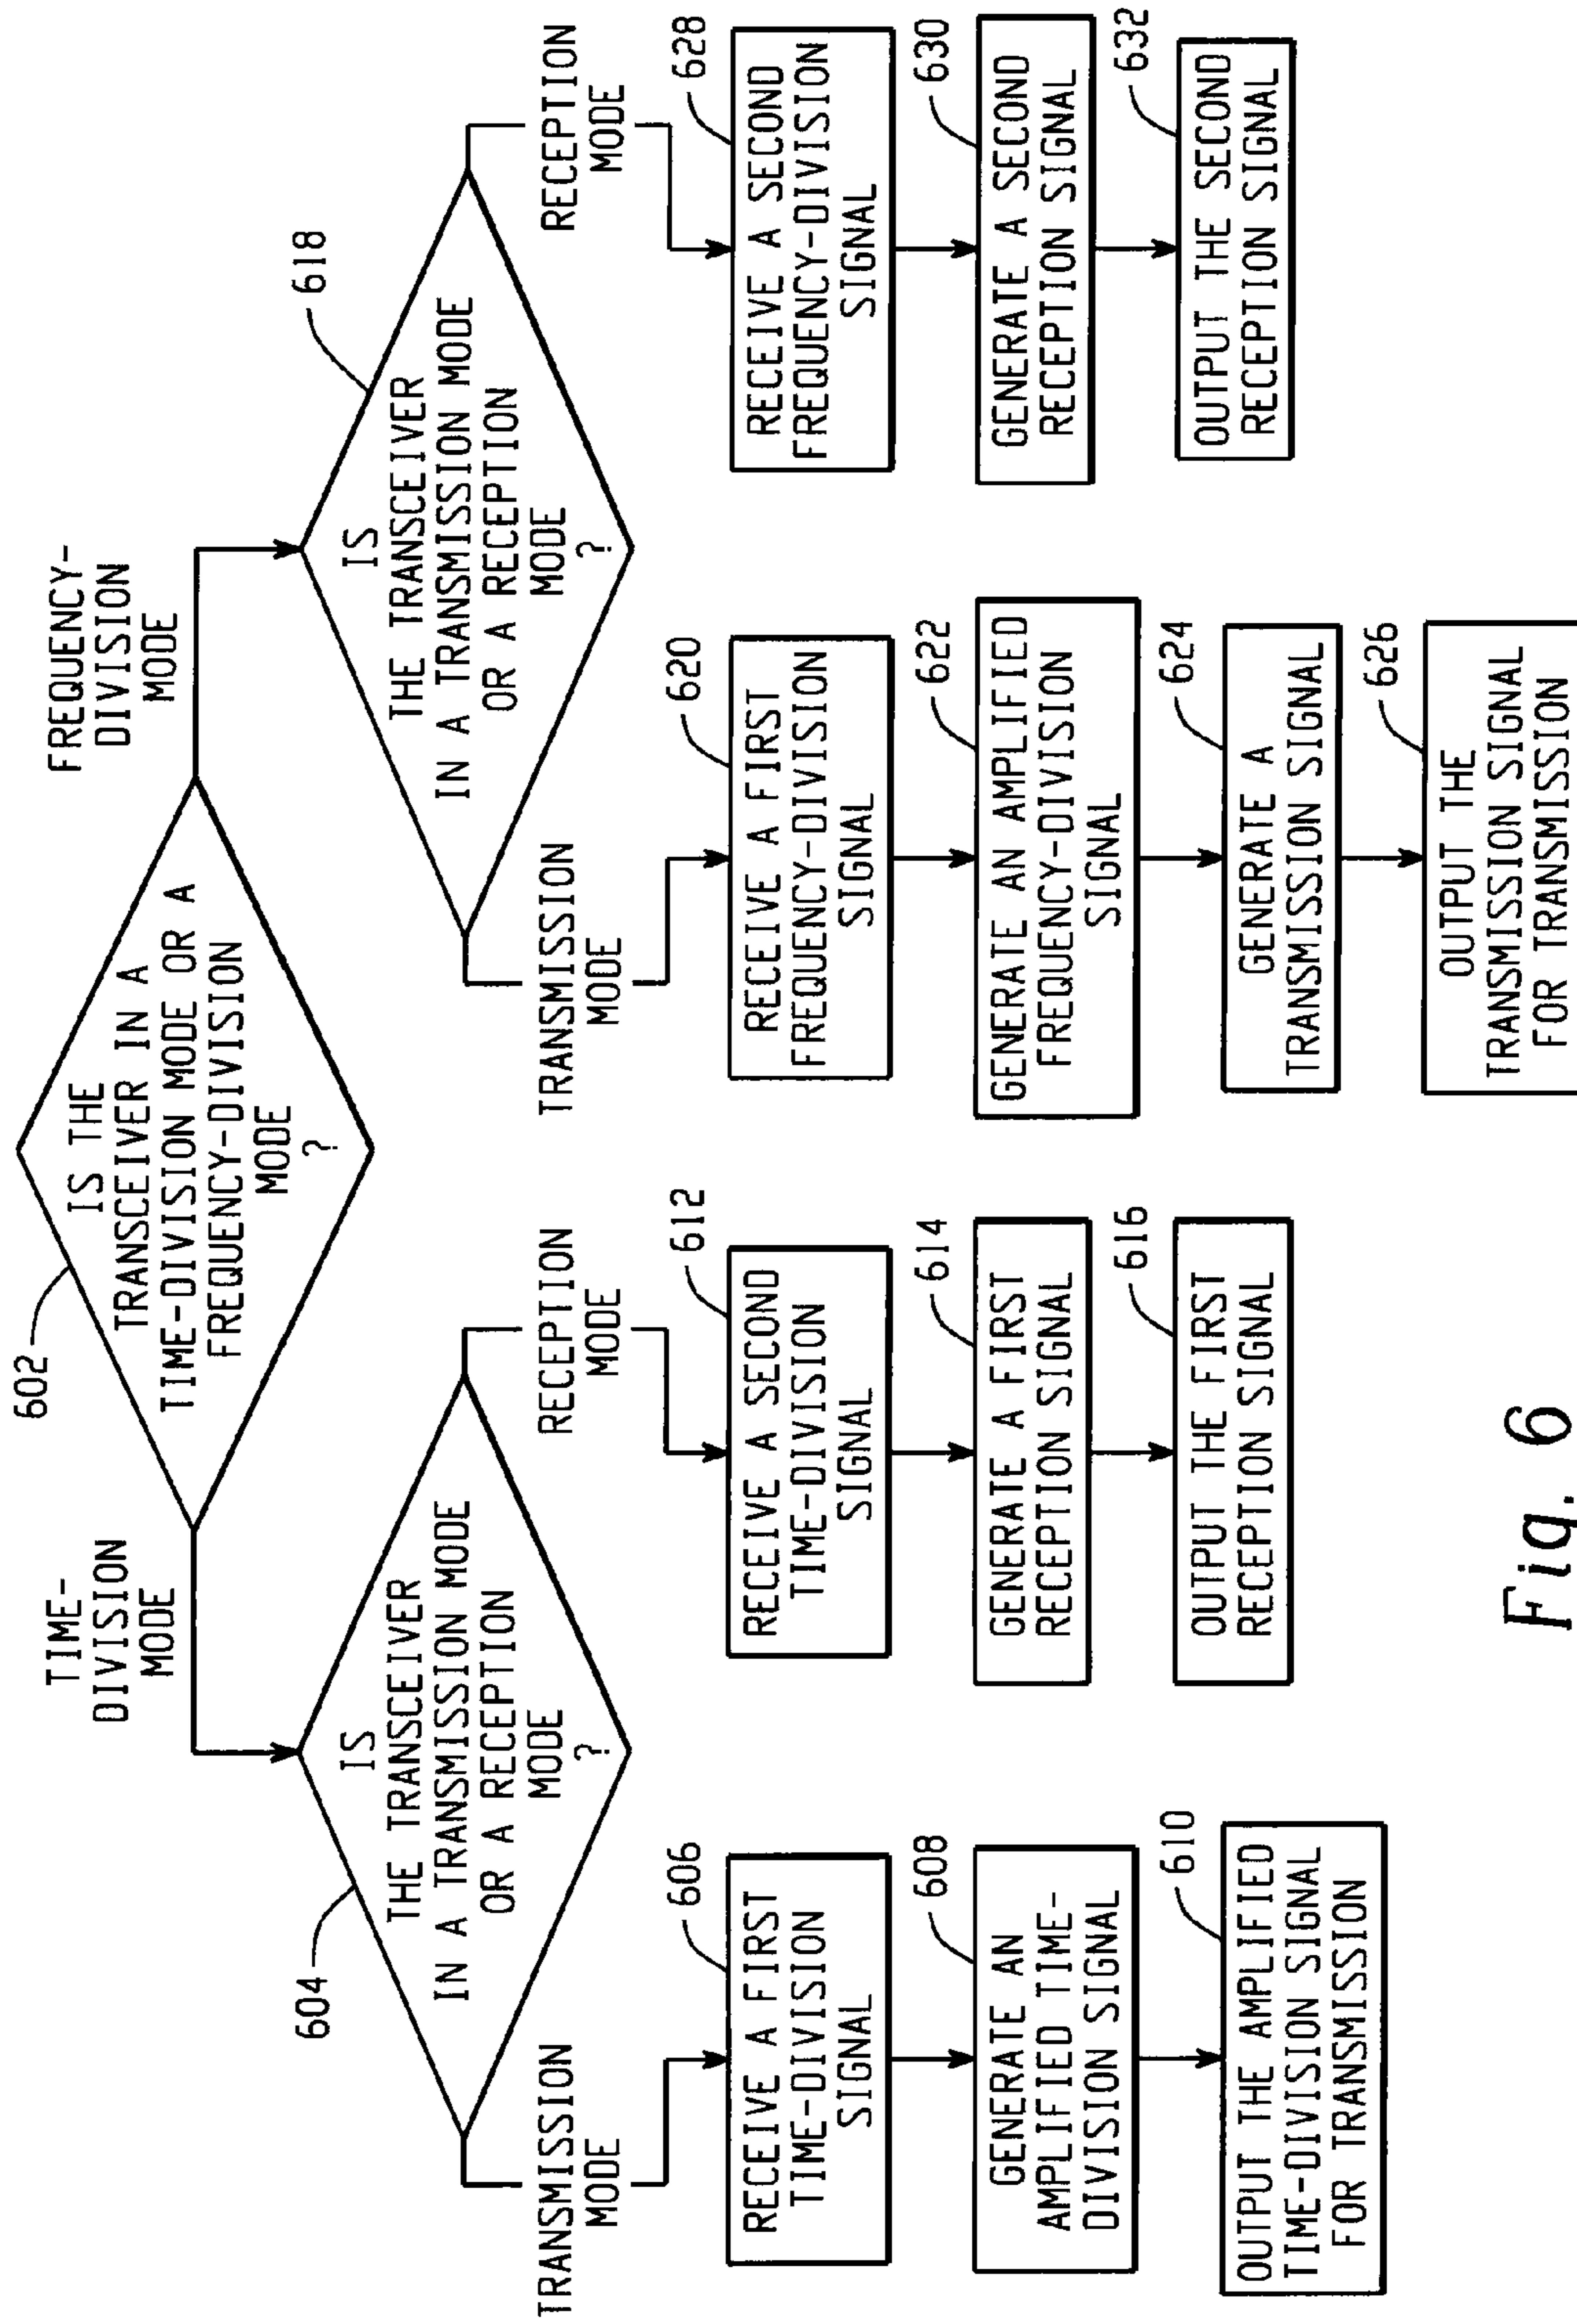 602
IS THE
TRANSCEIVER IN A
TIME-DIVISION MODE OR A
FREQUENCY-DIVISION
MODE
?
TIME-
DIVISION
MODE
FREQUENCY-
DIVISION
MODE
604
IS
THE TRANSCEIVER
IN A TRANSMISSION MODE
OR A RECEPTION
MODE
?
TRANSMISSION
MODE
RECEPTION
MODE
606
RECEIVE A FIRST
TIME-DIVISION
SIGNAL
608
GENERATE AN
AMPLIFIED TIME-
DIVISION SIGNAL
610
OUTPUT THE AMPLIFIED
TIME-DIVISION SIGNAL
FOR TRANSMISSION
612
RECEIVE A SECOND
TIME-DIVISION
SIGNAL
614
GENERATE A FIRST
RECEPTION SIGNAL
616
OUTPUT THE FIRST
RECEPTION SIGNAL
618
IS
THE TRANSCEIVER
IN A TRANSMISSION MODE
OR A RECEPTION
MODE
?
TRANSMISSION
MODE
RECEPTION
MODE
620
RECEIVE A FIRST
FREQUENCY-DIVISION
SIGNAL
622
GENERATE AN AMPLIFIED
FREQUENCY-DIVISION
SIGNAL
624
GENERATE A
TRANSMISSION SIGNAL
626
OUTPUT THE
TRANSMISSION SIGNAL
FOR TRANSMISSION
628
RECEIVE A SECOND
FREQUENCY-DIVISION
SIGNAL
630
GENERATE A SECOND
RECEPTION SIGNAL
632
OUTPUT THE SECOND
RECEPTION SIGNAL
Fig. 6